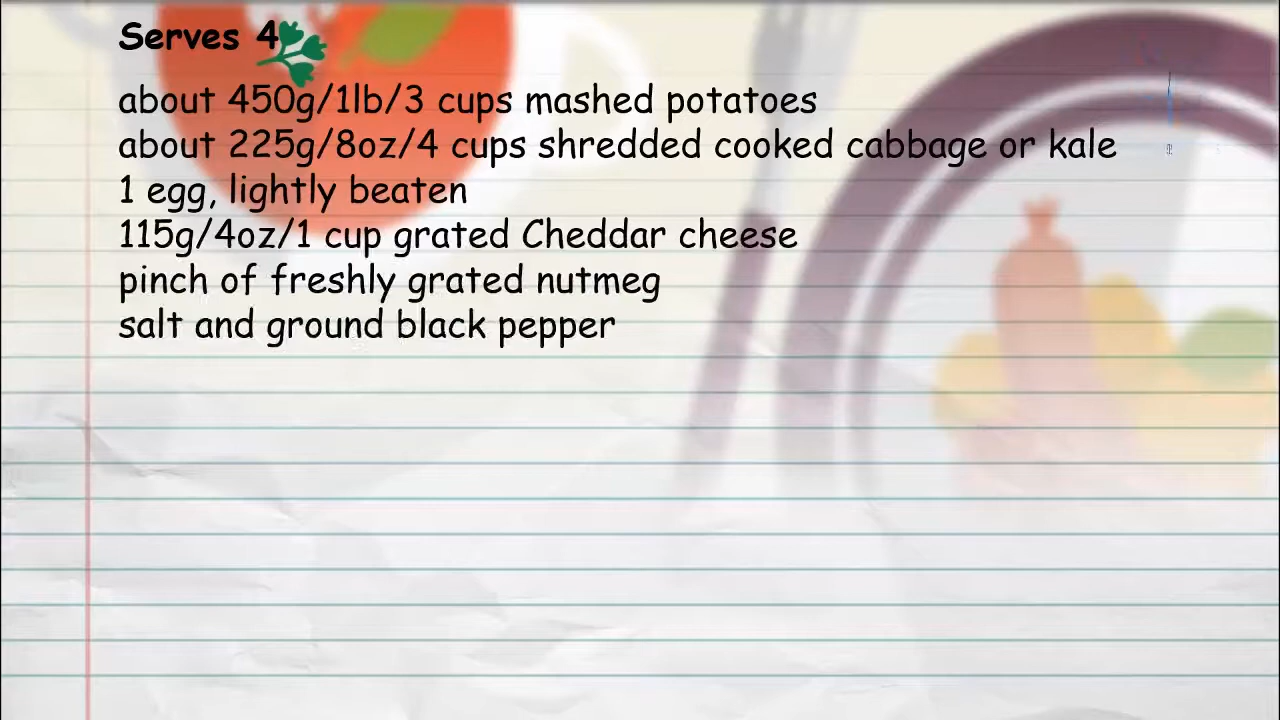 Serves 4
about 450g/1lb/3 cups mashed potatoes
about 225g/8oz/4 cups shredded cooked cabbage or kale
1 egg, lightly beaten
115g/4oz/1 cup grated Cheddar cheese
pinch of freshly grated nutmeg
salt and ground black pepper